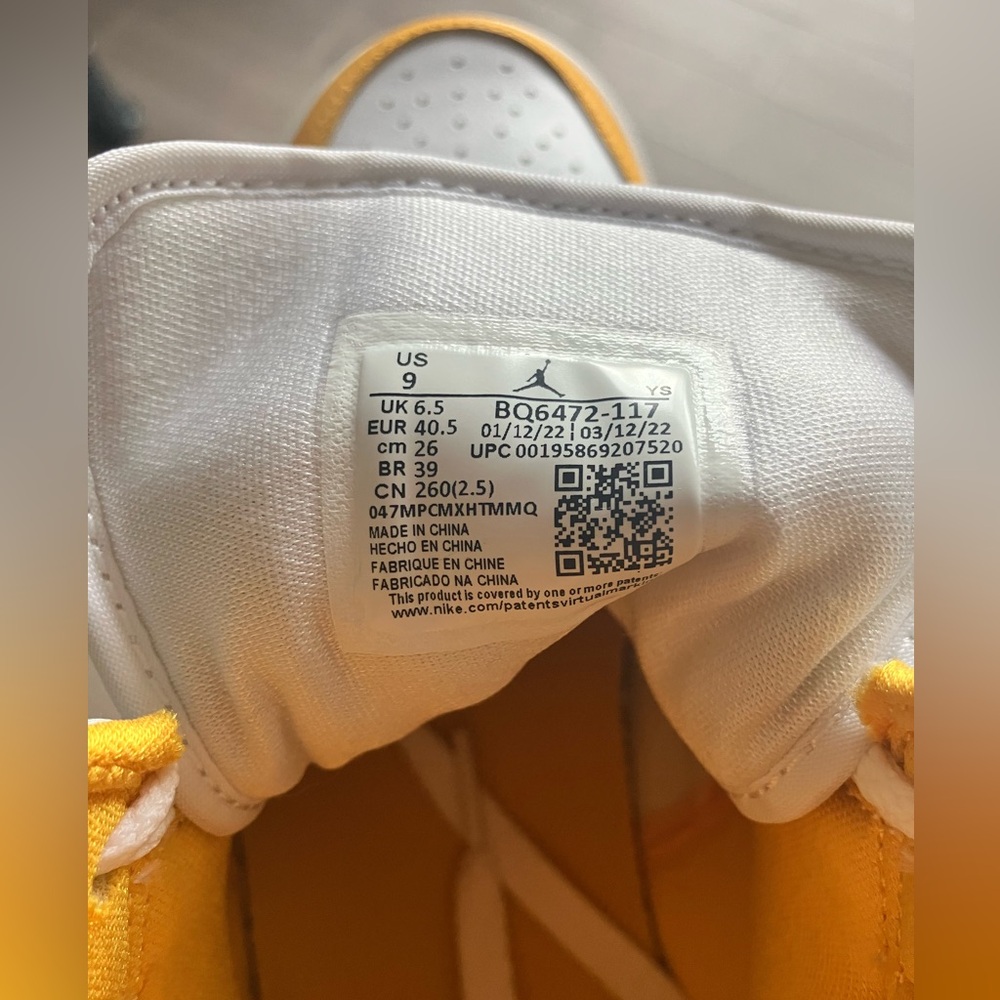 US
9
YS
UK 6.5
EUR 40.5
cm 26
BR 39
CN 260(2.5)
BQ6472-117
01/12/22 | 03/12/22
UPC 00195869207520
047MPCMXHTMMQ
MADE IN CHINA
HECHO EN CHINA
FABRIQUE EN CHINE
FABRICADO NA CHINA
This product is covered by one or more patents
www.nike.com/patentsvirtualmark